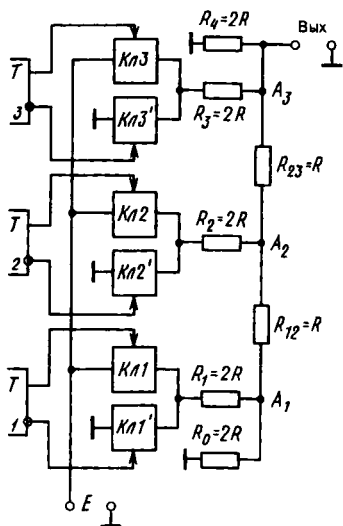 R₄=2R
Вых
T
Кл3
3
Кл3'
R₃=2R
A₃
R₂₃=R
T
Кл2
2
Кл2'
R₂=2R
A₂
R₁₂=R
T
Кл1
1
Кл1'
R₁=2R
A₁
R₀=2R
E